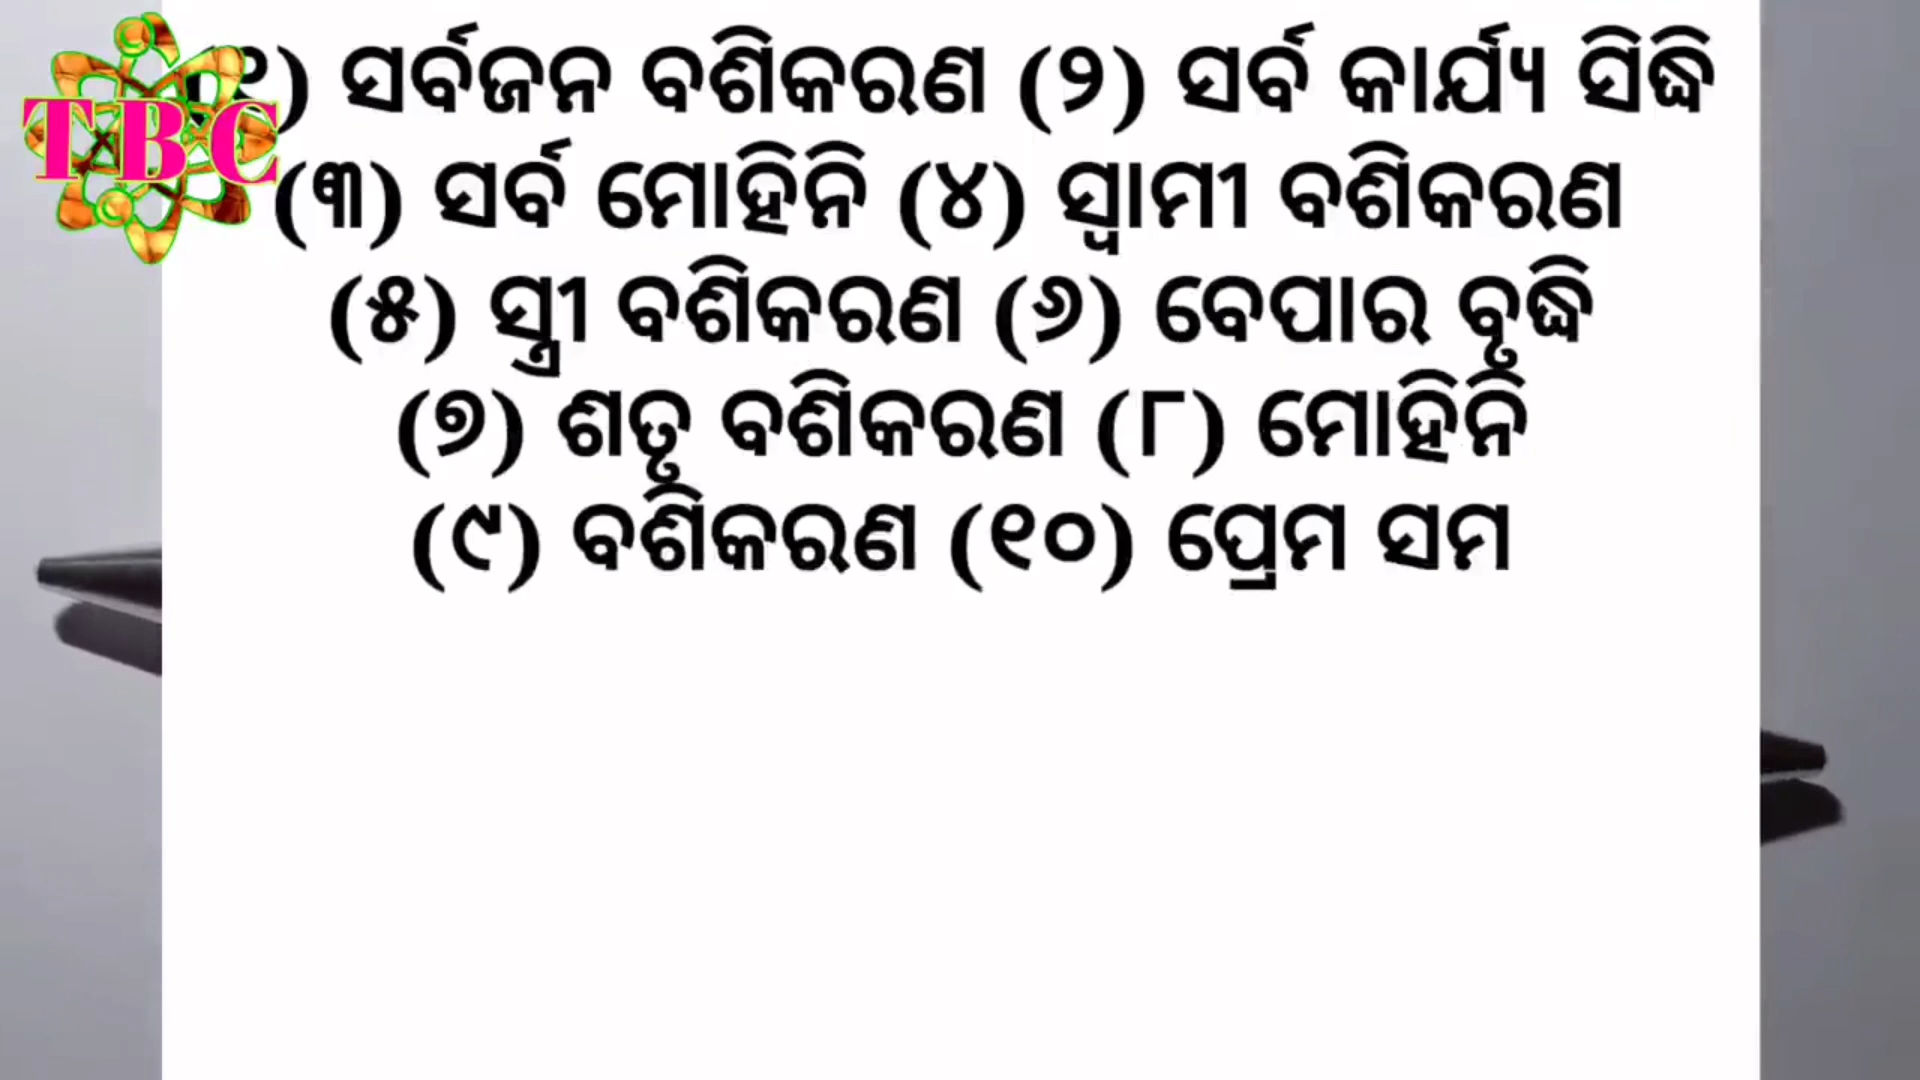 TBC
(୧) ସର୍ବଜନ ବଶିକରଣ (୨) ସର୍ବ କାର୍ଯ୍ୟ ସିଦ୍ଧି
(୩) ସର୍ବ ମୋହିନି (୪) ସ୍ୱାମୀ ବଶିକରଣ
(୫) ସ୍ତ୍ରୀ ବଶିକରଣ (୬) ବେପାର ବୃଦ୍ଧି
(୭) ଶତୃ ବଶିକରଣ (୮) ମୋହିନି
(୯) ବଶିକରଣ (୧୦) ପ୍ରେମ ସମ